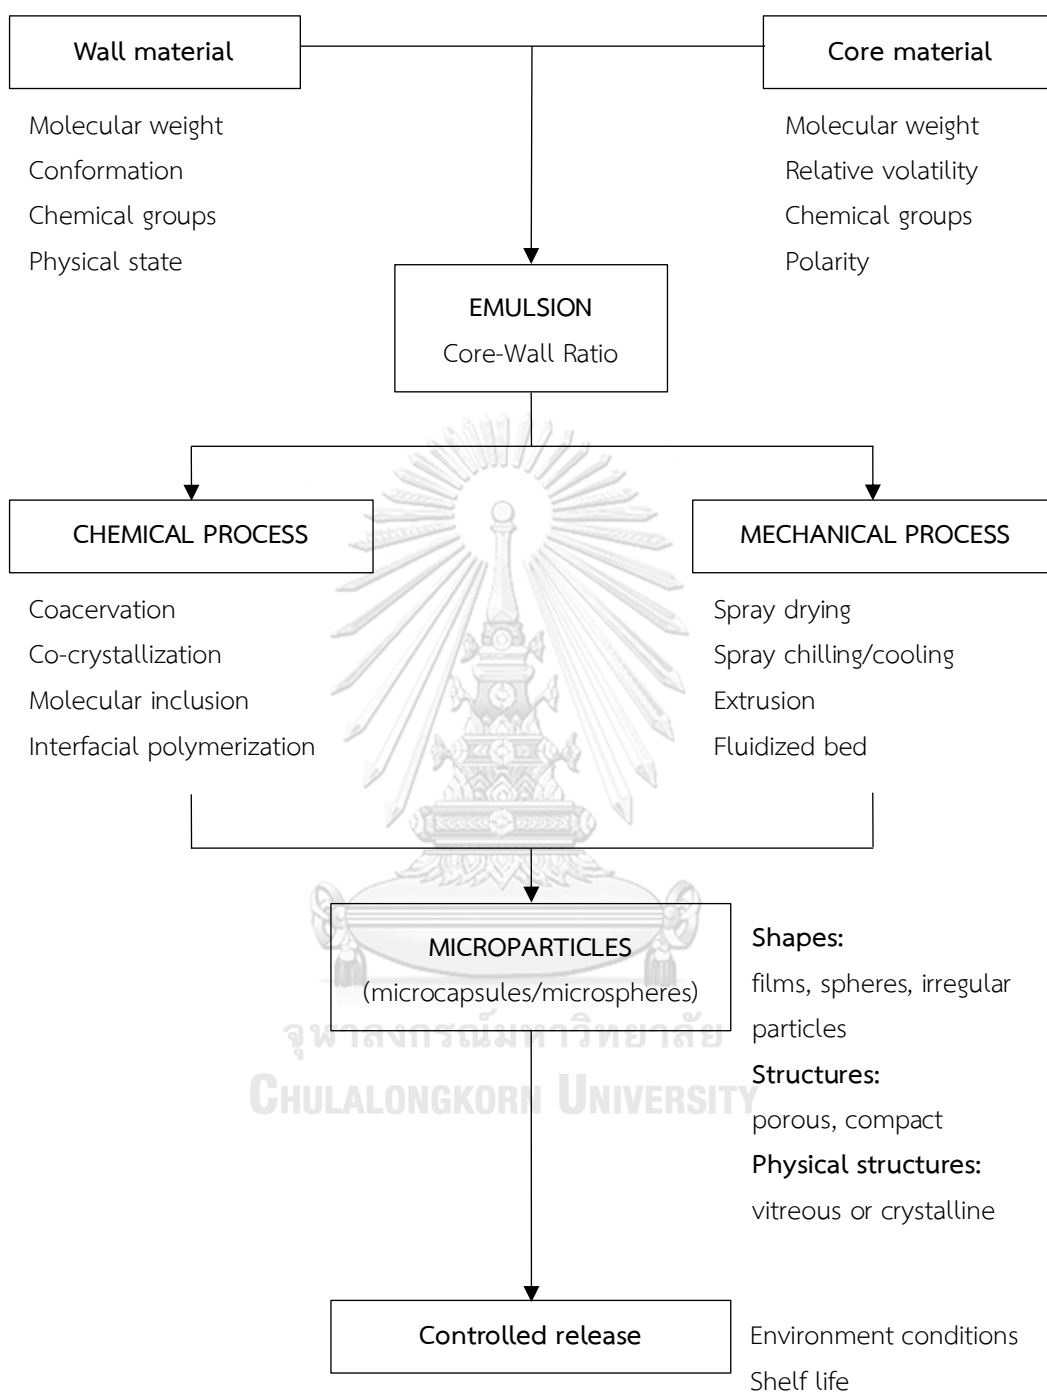 Wall material
Core material
Molecular weight
Conformation
Chemical groups
Physical state
Molecular weight
Relative volatility
Chemical groups
Polarity
EMULSION
Core-Wall Ratio
CHEMICAL PROCESS
MECHANICAL PROCESS
Coacervation
Co-crystallization
Molecular inclusion
Interfacial polymerization
Spray drying
Spray chilling/cooling
Extrusion
Fluidized bed
MICROPARTICLES
(microcapsules/microspheres)
Shapes:
films, spheres, irregular
particles
Structures:
porous, compact
Physical structures:
vitreous or crystalline
จุฬาลงกรณ์มหาวิทยาลัย
CHULALONGKORN UNIVERSITY
Controlled release
Environment conditions
Shelf life